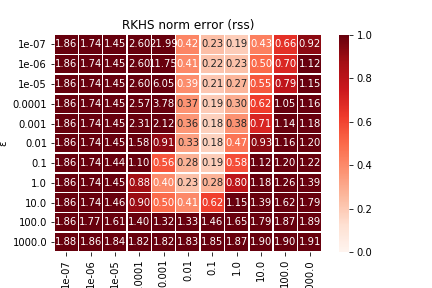 RKHS norm error (rss)
1e-07 1.86 1.74 1.45 2.60 21.99 0.42 0.23 0.19 0.43 0.66 0.92
1e-06 1.86 1.74 1.45 2.60 11.75 0.41 0.22 0.23 0.50 0.70 1.12
1e-05 1.86 1.74 1.45 2.60 6.05 0.39 0.21 0.27 0.55 0.79 1.15
0.0001 1.86 1.74 1.45 2.57 3.78 0.37 0.19 0.30 0.62 1.05 1.16
0.001 1.86 1.74 1.45 2.31 2.12 0.36 0.18 0.38 0.71 1.14 1.18
0.01 1.86 1.74 1.45 1.58 0.91 0.33 0.18 0.47 0.93 1.16 1.20
0.1 1.86 1.74 1.44 1.10 0.56 0.28 0.19 0.58 1.12 1.20 1.22
1.0 1.86 1.74 1.45 0.88 0.40 0.23 0.28 0.80 1.18 1.26 1.39
10.0 1.86 1.74 1.46 0.90 0.50 0.41 0.62 1.15 1.39 1.62 1.79
100.0 1.86 1.77 1.61 1.40 1.32 1.33 1.46 1.65 1.79 1.87 1.89
1000.0 1.88 1.86 1.84 1.82 1.82 1.83 1.85 1.87 1.90 1.90 1.91
1e-07 1e-06 1e-05 0001 0.001 0.01 0.1 1.0 10.0 100.0 000.0
ε
1.0
0.8
0.6
0.4
0.2
0.0